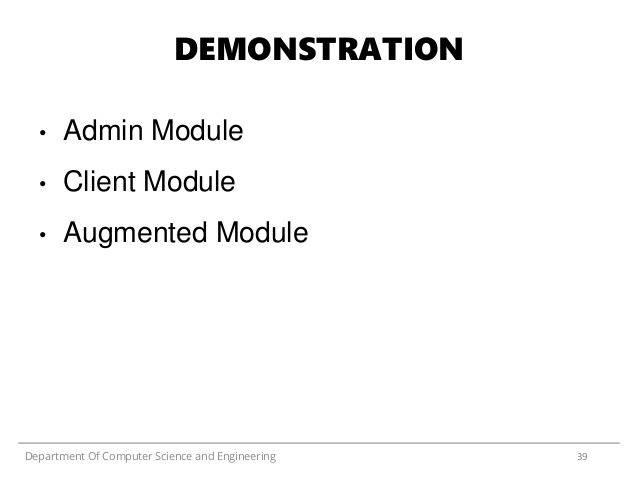 DEMONSTRATION
• Admin Module
• Client Module
• Augmented Module
Department Of Computer Science and Engineering 39